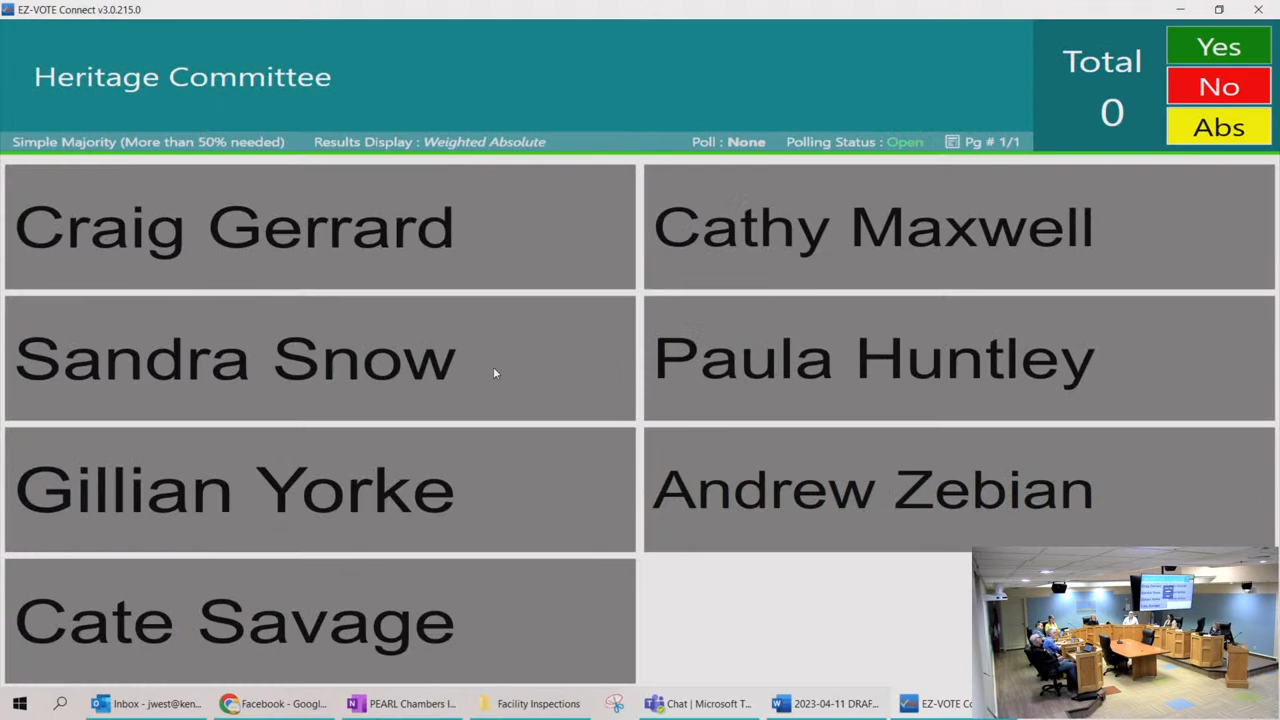 EZ-VOTE Connect v3.0.215.0
Heritage Committee
Total
0
Yes
No
Abs
Simple Majority (More than 50% needed) Results Display : Weighted Absolute Poll : None Polling Status : Open Pg # 1/1
Craig Gerrard
Cathy Maxwell
Sandra Snow
Paula Huntley
Gillian Yorke
Andrew Zebian
Cate Savage
Inbox - jwest@ken... Facebook - Googl... PEARL Chambers I... Facility Inspections Chat | Microsoft T... 2023-04-11 DRAF... EZ-VOTE Co